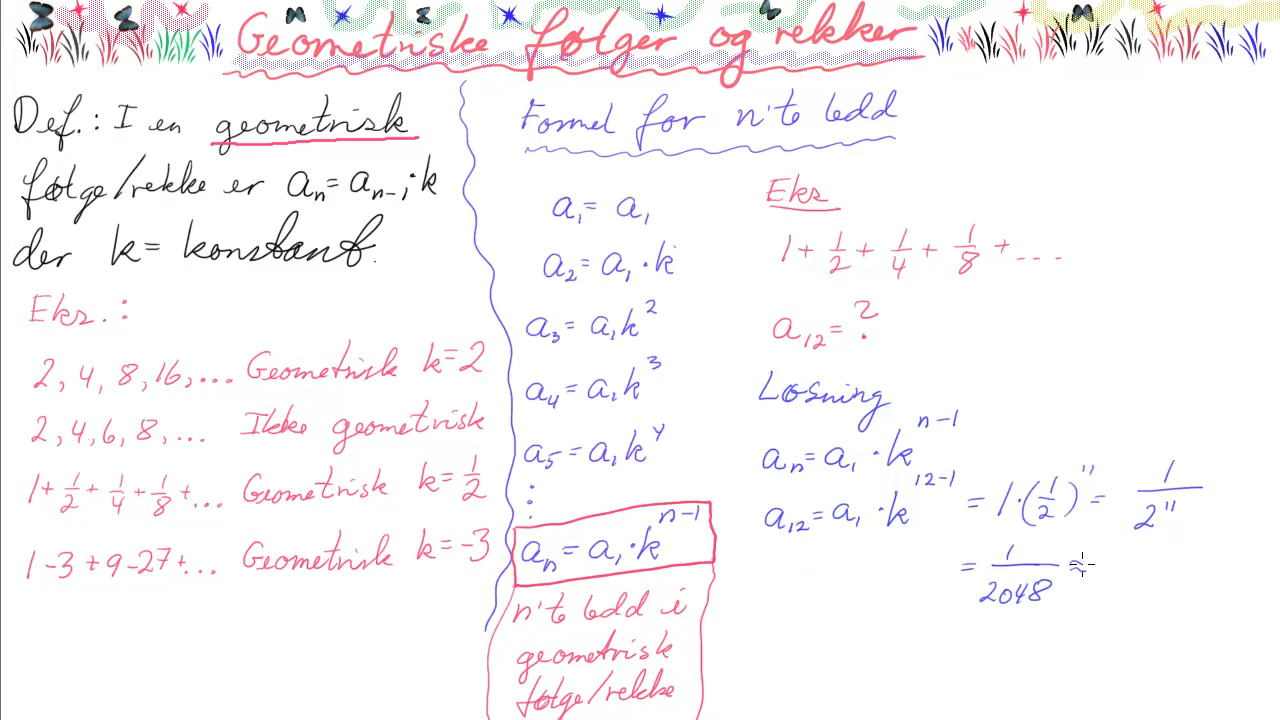 Geometriske følger og rekker
Def.: I en geometrisk
følge/rekke er aₙ = aₙ₋₁ · k
der k = konstant.
Eks.:
2, 4, 8, 16, ... Geometrisk k = 2
2, 4, 6, 8, ... Ikke geometrisk
1 + 1/2 + 1/4 + 1/8 + ... Geometrisk k = 1/2
1 - 3 + 9 - 27 + ... Geometrisk k = -3
Formel for n'te ledd
a₁ = a₁
a₂ = a₁ · k
a₃ = a₁k²
a₄ = a₁k³
a₅ = a₁k⁴
⋮
aₙ = a₁ · kⁿ⁻¹
n'te ledd i
geometrisk
følge/rekke
Eks
1 + 1/2 + 1/4 + 1/8 + ...
a₁₂ = ?
Løsning
aₙ = a₁ · kⁿ⁻¹
a₁₂ = a₁ · k¹²⁻¹ = 1 · (1/2)¹¹ = 1/2¹¹
= 1/2048 ≈